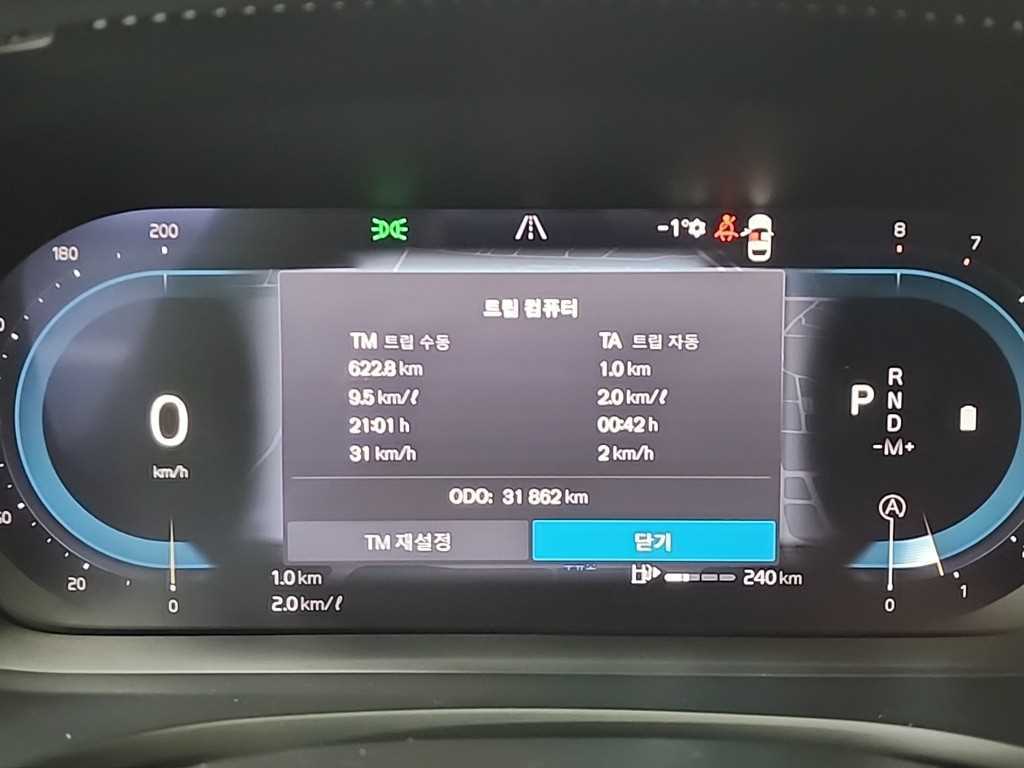 200
180
-1°
8
7
트립 컴퓨터
TM 트립 수동
TA 트립 자동
622.8 km
1.0 km
9.5 km/ℓ
2.0 km/ℓ
21:01 h
00:42 h
31 km/h
2 km/h
ODO: 31 862 km
TM 재설정
닫기
0
km/h
P
R
N
D
-M+
A
20
0
1.0 km
2.0 km/ℓ
240 km
1
0